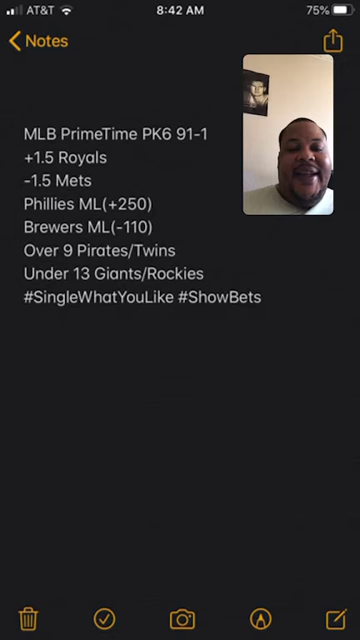 AT&T 8:42 AM 75%
Notes
MLB PrimeTime PK6 91-1
+1.5 Royals
-1.5 Mets
Phillies ML(+250)
Brewers ML(-110)
Over 9 Pirates/Twins
Under 13 Giants/Rockies
#SingleWhatYouLike #ShowBets